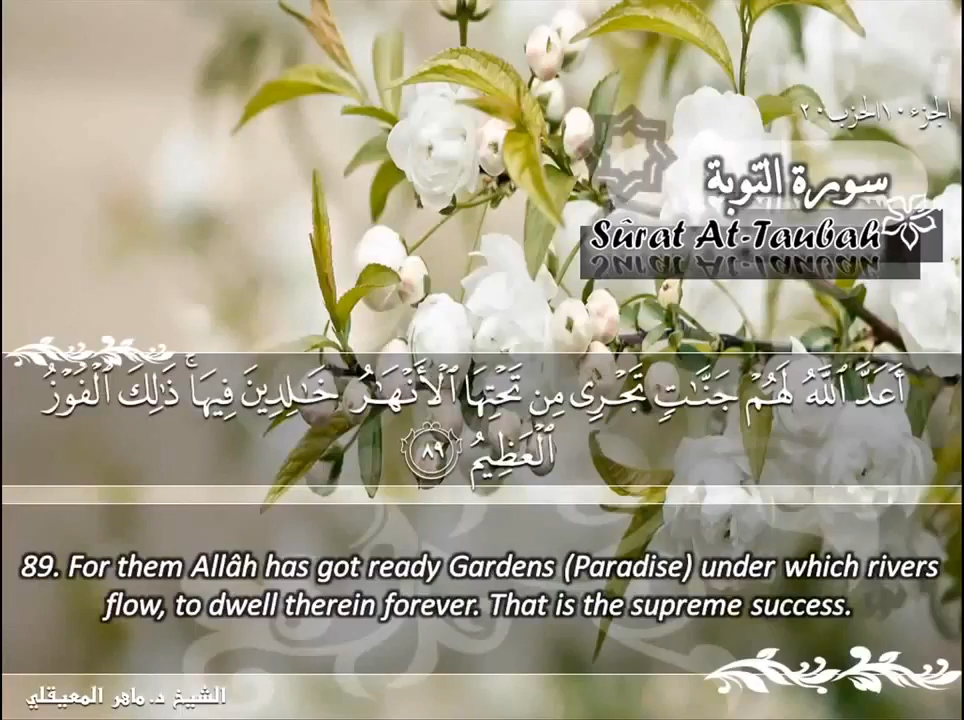 الجزء ١٠ الحزب ٢٠
سورة التوبة
Sûrat At-Taubah
أَعَدَّ ٱللَّهُ لَهُمْ جَنَّـٰتٍ تَجْرِى مِن تَحْتِهَا ٱلْأَنْهَـٰرُ خَـٰلِدِينَ فِيهَا ۚ ذَٰلِكَ ٱلْفَوْزُ
ٱلْعَظِيمُ ٨٩
89. For them Allâh has got ready Gardens (Paradise) under which rivers
flow, to dwell therein forever. That is the supreme success.
الشيخ د. ماهر المعيقلي